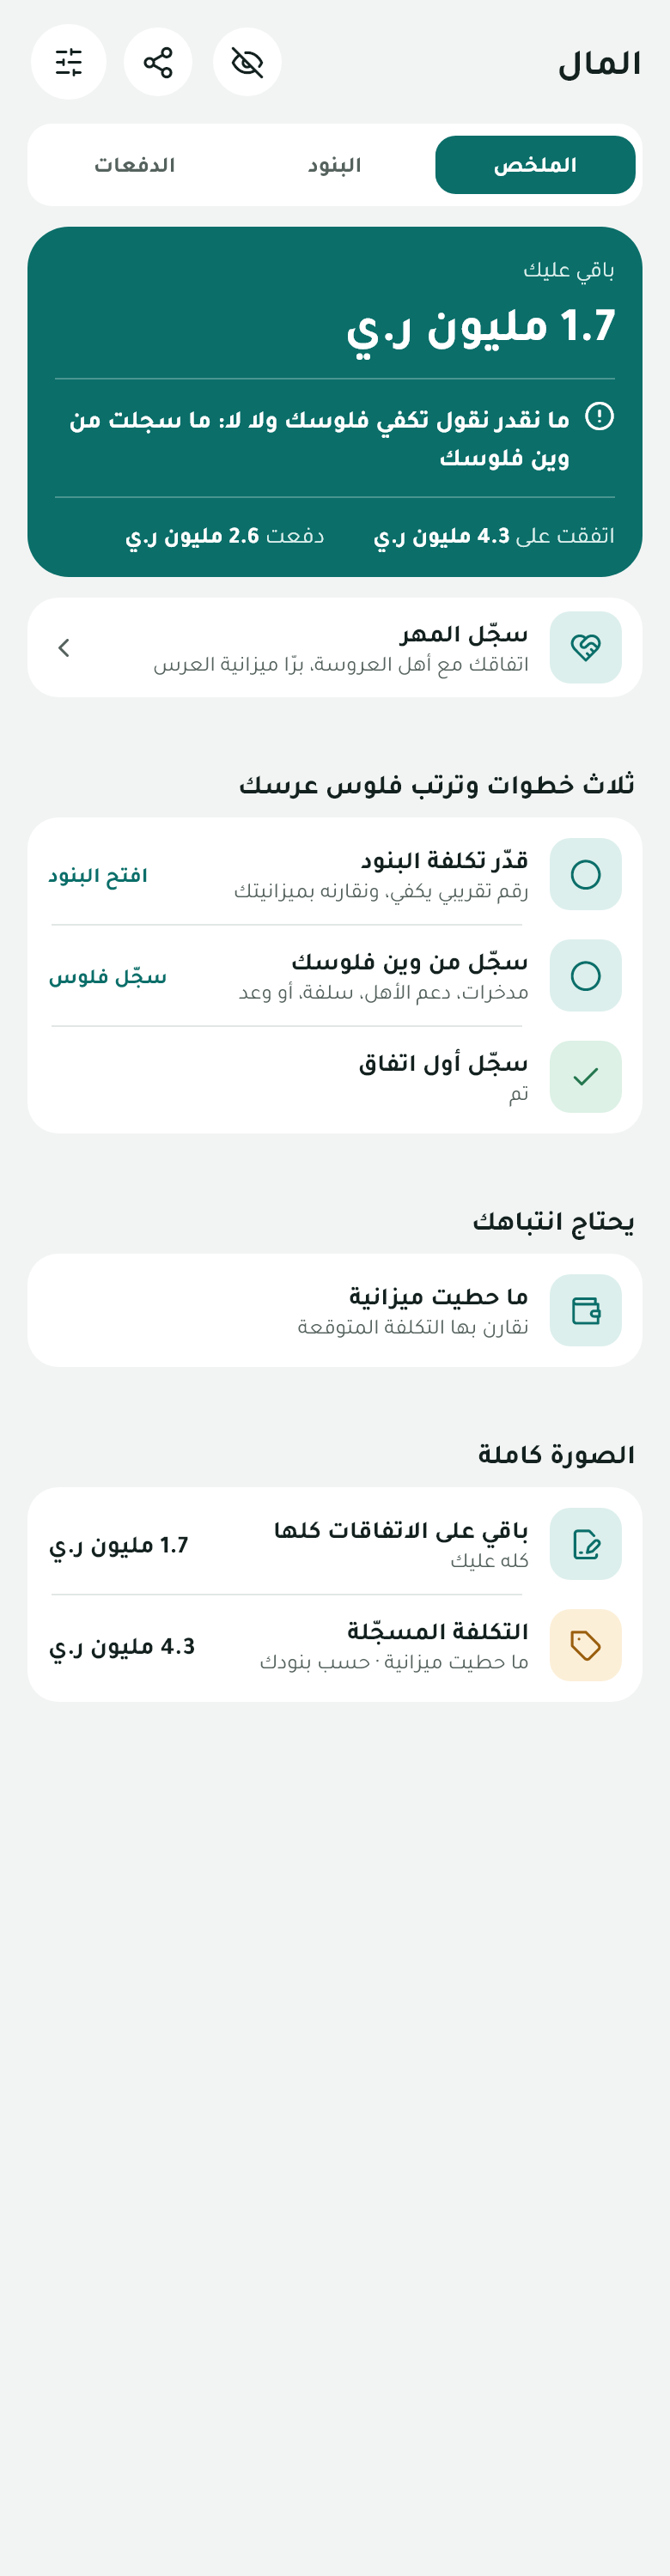 المال
الملخص
البنود
الدفعات
باقي عليك
1.7 مليون ر.ي
ما نقدر نقول تكفي فلوسك ولا لا: ما سجلت من
وين فلوسك
اتفقت على 4.3 مليون ر.ي
دفعت 2.6 مليون ر.ي
سجّل المهر
اتفاقك مع أهل العروسة، برّا ميزانية العرس
ثلاث خطوات وترتب فلوس عرسك
قدّر تكلفة البنود
رقم تقريبي يكفي، ونقارنه بميزانيتك
افتح البنود
سجّل من وين فلوسك
مدخرات، دعم الأهل، سلفة، أو وعد
سجّل فلوس
سجّل أول اتفاق
تم
يحتاج انتباهك
ما حطيت ميزانية
نقارن بها التكلفة المتوقعة
الصورة كاملة
باقي على الاتفاقات كلها
كله عليك
1.7 مليون ر.ي
التكلفة المسجّلة
ما حطيت ميزانية · حسب بنودك
4.3 مليون ر.ي